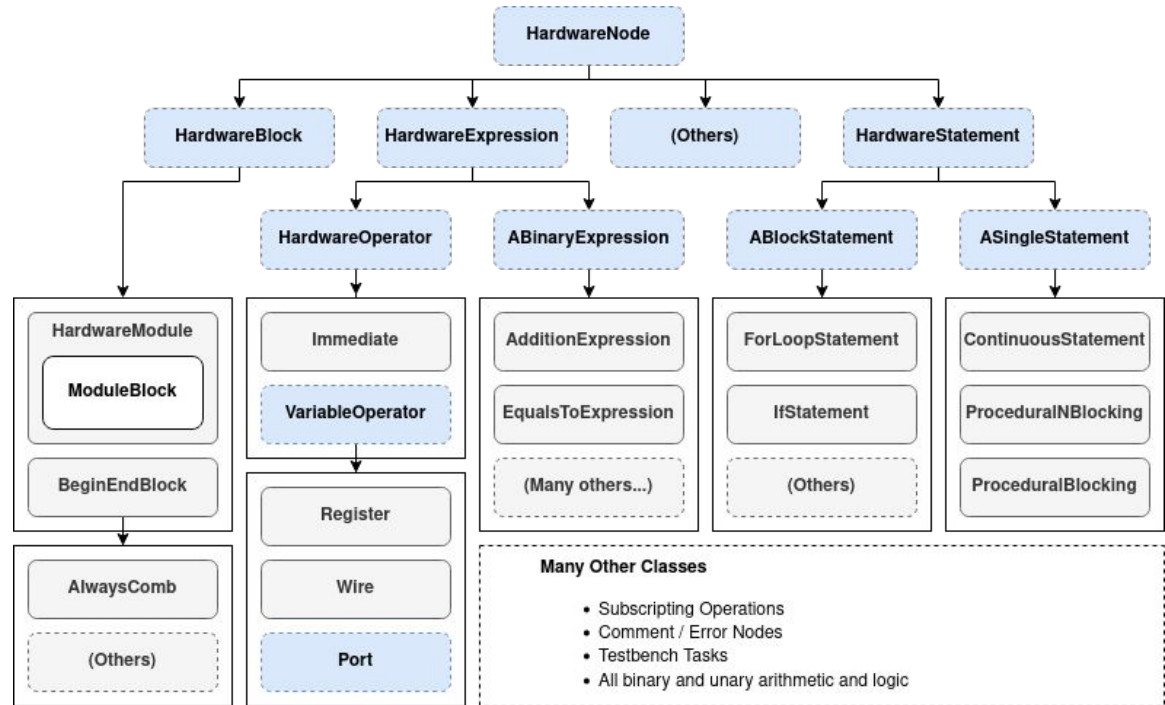 HardwareNode
HardwareBlock
HardwareExpression
(Others)
HardwareStatement
HardwareOperator
ABinaryExpression
ABlockStatement
ASingleStatement
HardwareModule
ModuleBlock
BeginEndBlock
Immediate
VariableOperator
AdditionExpression
EqualsToExpression
(Many others...)
ForLoopStatement
IfStatement
(Others)
ContinuousStatement
ProceduralNBlocking
ProceduralBlocking
AlwaysComb
(Others)
Register
Wire
Port
Many Other Classes
• Subscripting Operations
• Comment / Error Nodes
• Testbench Tasks
• All binary and unary arithmetic and logic